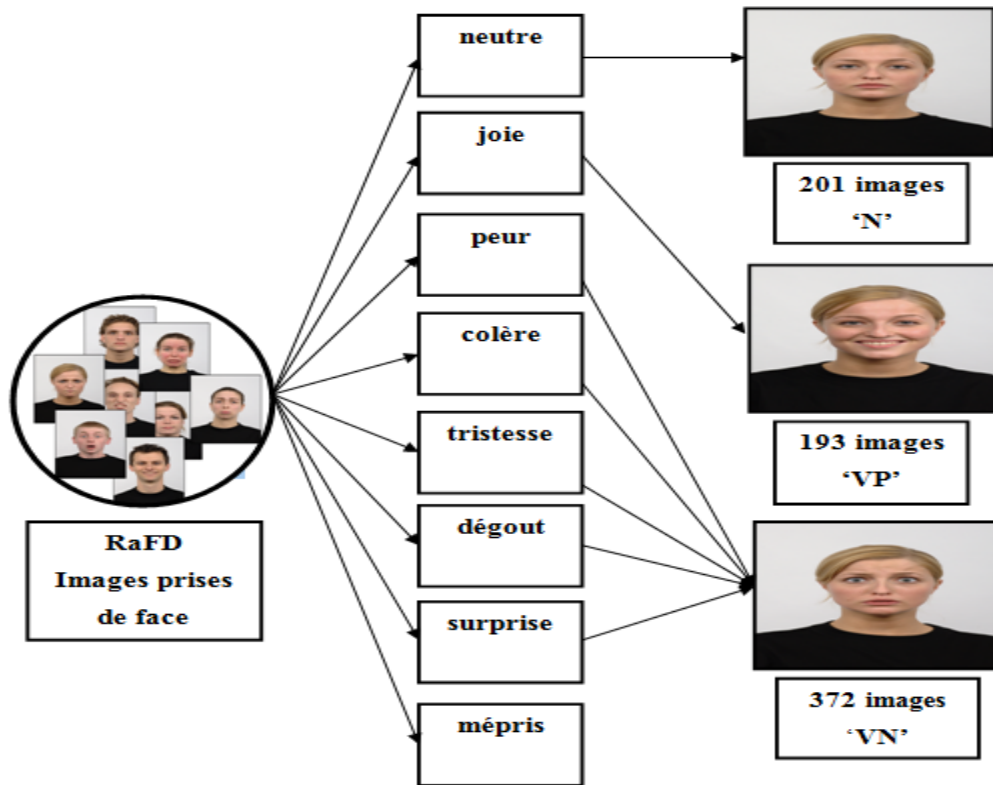 neutre
joie
peur
colère
tristesse
dégout
surprise
mépris
RaFD
Images prises
de face
201 images
‘N’
193 images
‘VP’
372 images
‘VN’